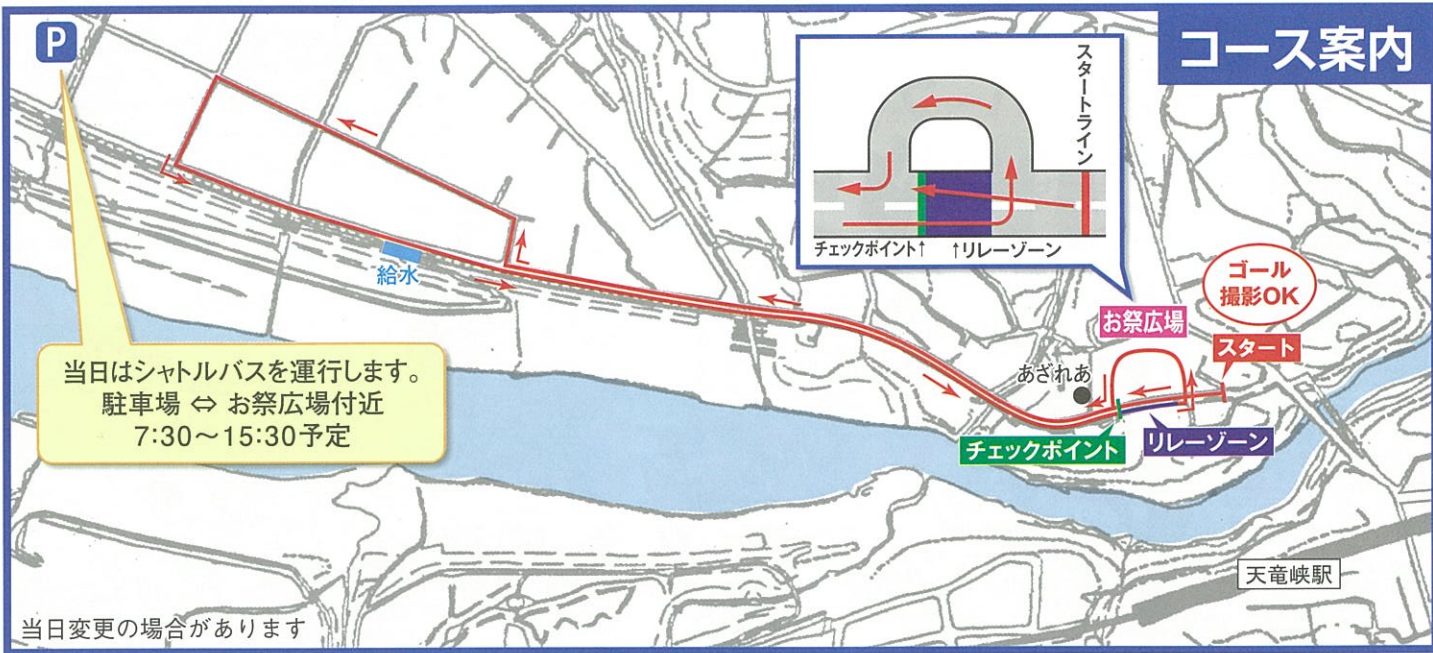 P
コース案内
スタートライン
チェックポイント↑ ↑リレーゾーン
ゴール
撮影OK
お祭広場
スタート
給水
あざれあ
チェックポイント
リレーゾーン
当日はシャトルバスを運行します。
駐車場 ⇔ お祭広場付近
7:30～15:30予定
天竜峡駅
当日変更の場合があります